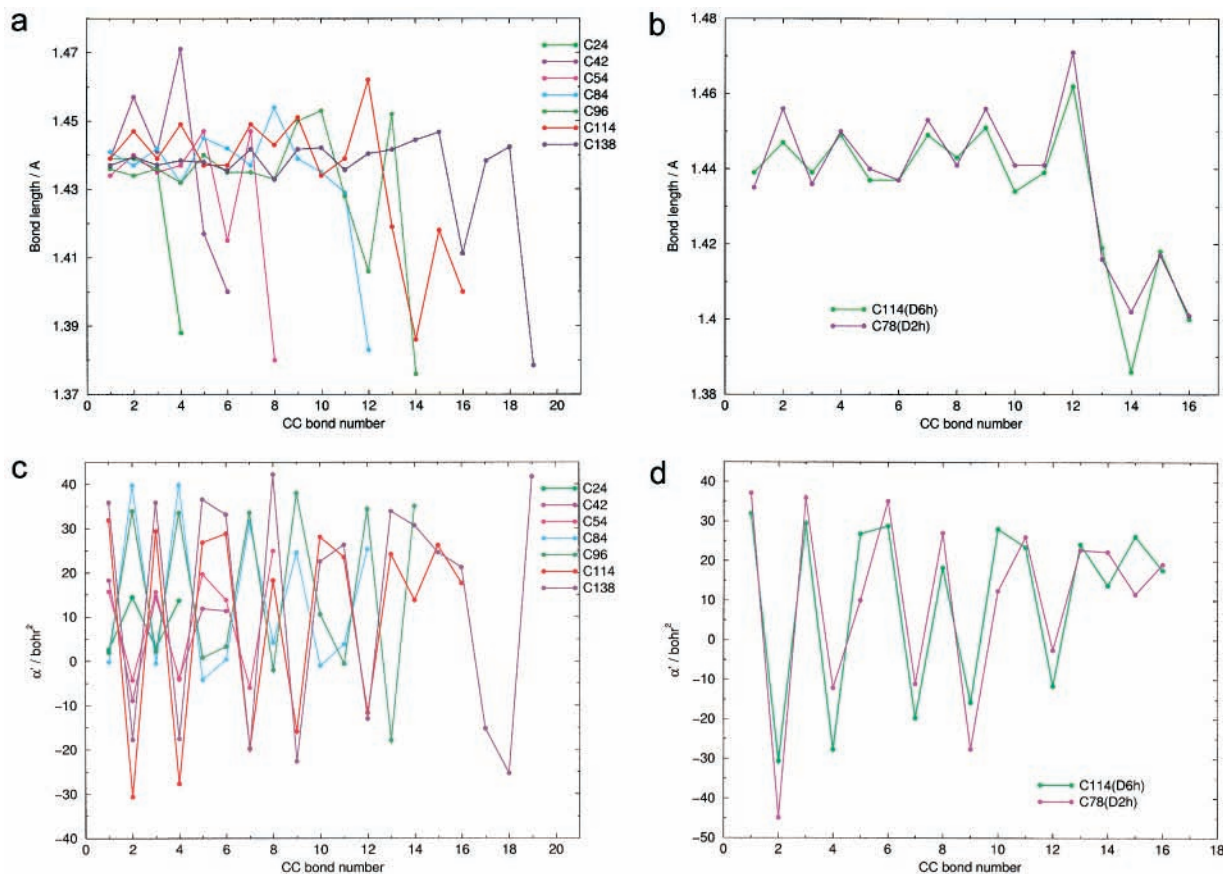 a
Bond length / A
1.47
1.45
1.43
1.41
1.39
1.37
0 2 4 6 8 10 12 14 16 18 20
CC bond number
C24
C42
C54
C84
C96
C114
C138
b
Bond length / A
1.48
1.46
1.44
1.42
1.4
1.38
0 2 4 6 8 10 12 14 16
CC bond number
C114(D6h)
C78(D2h)
c
α' / bohr²
40
30
20
10
0
−10
−20
−30
−40
0 2 4 6 8 10 12 14 16 18 20
CC bond number
C24
C42
C54
C84
C96
C114
C138
d
α' / bohr²
40
30
20
10
0
−10
−20
−30
−40
−50
0 2 4 6 8 10 12 14 16 18
CC bond number
C114(D6h)
C78(D2h)